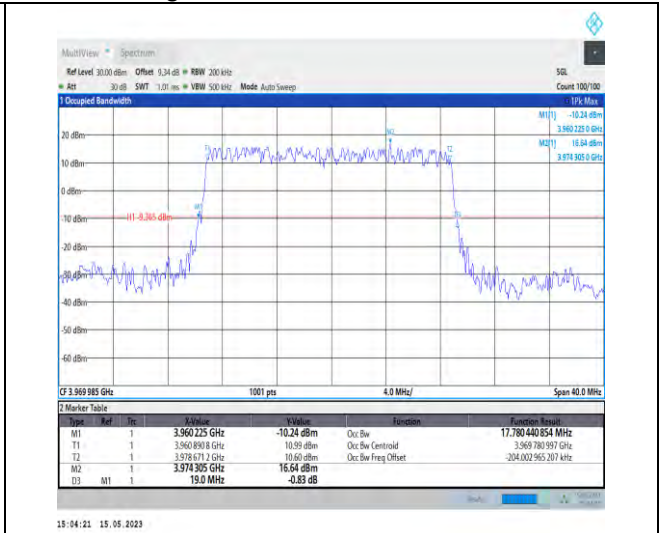 MultiView Spectrum
Ref Level 30.00 dBm Offset 9.34 dB RBW 200 kHz SGL
Att 30 dB SWT 1.01 ms VBW 500 kHz Mode Auto Sweep Count 100/100
1 Occupied Bandwidth 1Pk Max
M1[1] -10.24 dBm
3.960 225 0 GHz
M2[1] 16.64 dBm
3.974 305 0 GHz
20 dBm
M2
T1 T2
10 dBm
0 dBm
M1
-10 dBm H1 -9.365 dBm D3
-20 dBm
-30 dBm
-40 dBm
-50 dBm
-60 dBm
CF 3.969 985 GHz 1001 pts 4.0 MHz/ Span 40.0 MHz
2 Marker Table
Type Ref Trc X-Value Y-Value Function Function Result
M1 1 3.960 225 GHz -10.24 dBm Occ Bw 17.780 440 854 MHz
T1 1 3.960 890 8 GHz 10.99 dBm Occ Bw Centroid 3.969 780 997 GHz
T2 1 3.978 671 2 GHz 10.60 dBm Occ Bw Freq Offset -204.002 965 207 kHz
M2 1 3.974 305 GHz 16.64 dBm
D3 M1 1 19.0 MHz -0.83 dB
15:04:21 15.05.2023